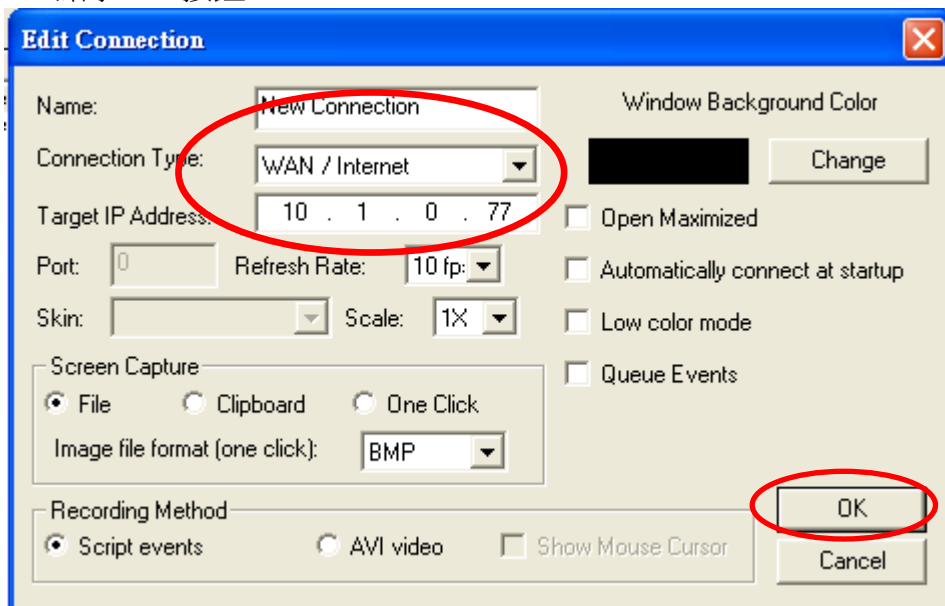 Edit Connection
Name: New Connection
Window Background Color
Connection Type: WAN / Internet
Change
Target IP Address: 10 . 1 . 0 . 77
Open Maximized
Port: 0 Refresh Rate: 10 fp:
Automatically connect at startup
Skin: Scale: 1X
Low color mode
Screen Capture
Queue Events
File Clipboard One Click
Image file format (one click): BMP
Recording Method
OK
Script events AVI video Show Mouse Cursor
Cancel